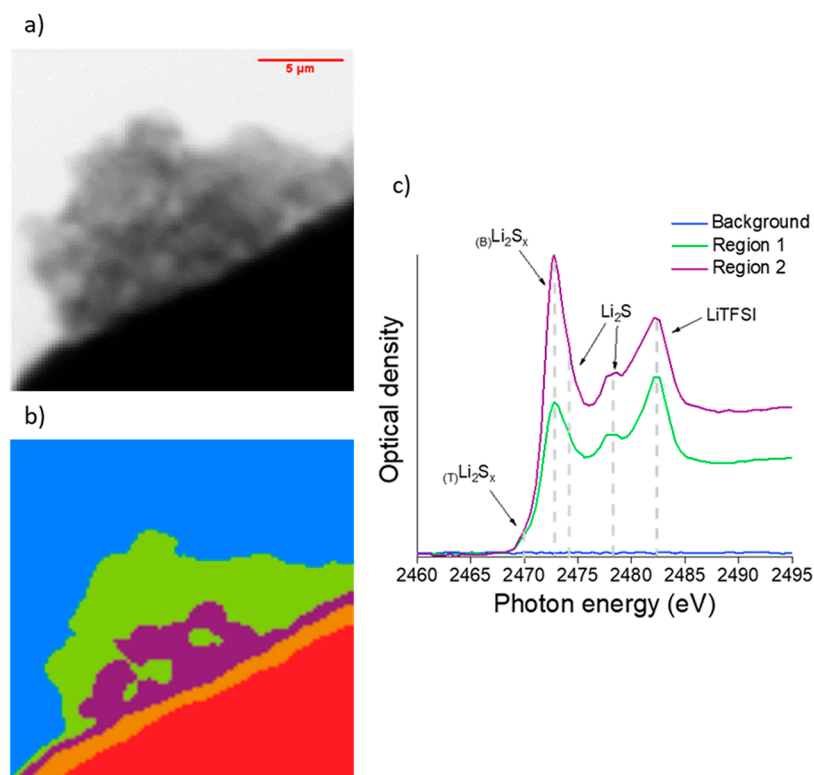 a)
5 µm
b)
c)
Background
Region 1
Region 2
(B)Li2Sx
Li2S
LiTFSI
(T)Li2Sx
Optical density
2460 2465 2470 2475 2480 2485 2490 2495
Photon energy (eV)